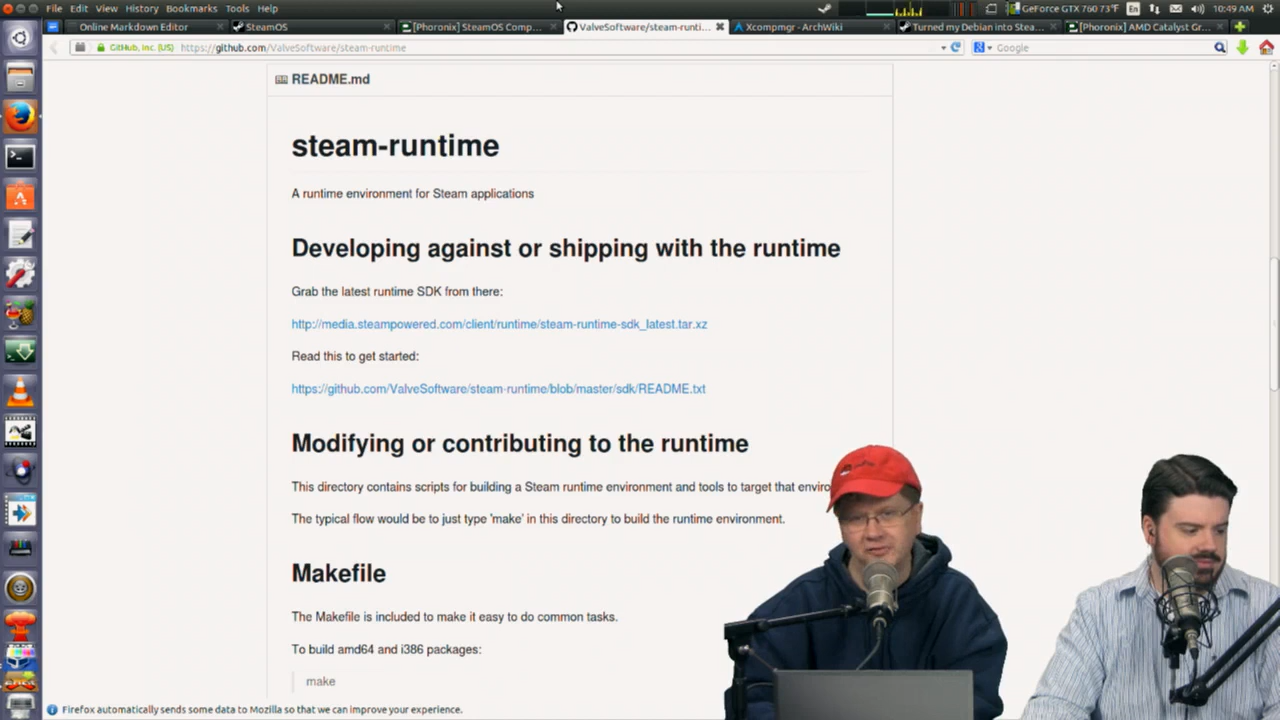 File Edit View History Bookmarks Tools Help
GeForce GTX 760 73°F En 10:49 AM
Online Markdown Editor
SteamOS
[Phoronix] SteamOS Comp...
ValveSoftware/steam-runti...
Xcompmgr - ArchWiki
Turned my Debian into Stea...
[Phoronix] AMD Catalyst Gr...
GitHub, Inc. (US) https://github.com/ValveSoftware/steam-runtime
Google
README.md
steam-runtime
A runtime environment for Steam applications
Developing against or shipping with the runtime
Grab the latest runtime SDK from there:
http://media.steampowered.com/client/runtime/steam-runtime-sdk_latest.tar.xz
Read this to get started:
https://github.com/ValveSoftware/steam-runtime/blob/master/sdk/README.txt
Modifying or contributing to the runtime
This directory contains scripts for building a Steam runtime environment and tools to target that enviro
The typical flow would be to just type 'make' in this directory to build the runtime environment.
Makefile
The Makefile is included to make it easy to do common tasks.
To build amd64 and i386 packages:
make
Firefox automatically sends some data to Mozilla so that we can improve your experience.